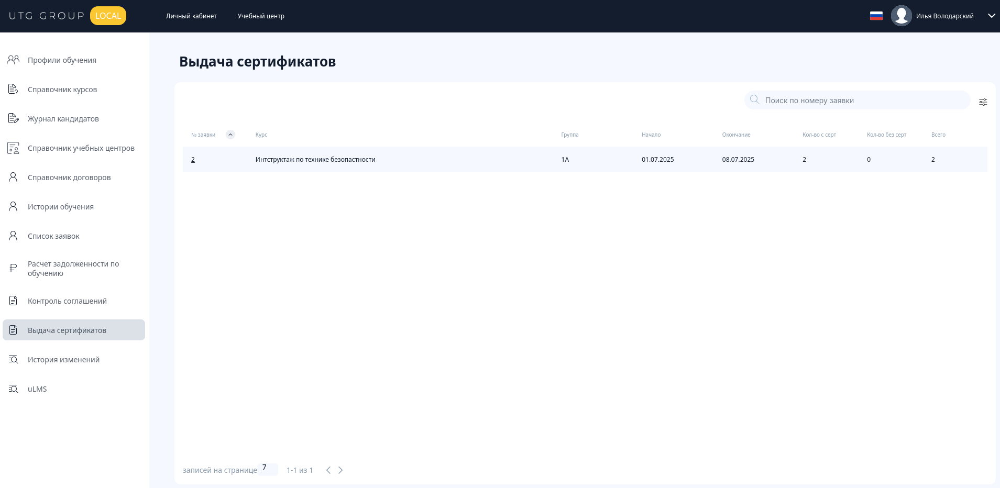 UTG GROUP LOCAL Личный кабинет Учебный центр Илья Володарский
Профили обучения
Справочник курсов
Журнал кандидатов
Справочник учебных центров
Справочник договоров
Истории обучения
Список заявок
Расчет задолженности по
обучению
Контроль соглашений
Выдача сертификатов
История изменений
uLMS
Выдача сертификатов
Поиск по номеру заявки
№ заявки Курс Группа Начало Окончание Кол-во с серт Кол-во без серт Всего
2 Интструктаж по технике безопастности 1А 01.07.2025 08.07.2025 2 0 2
записей на странице 7 1-1 из 1